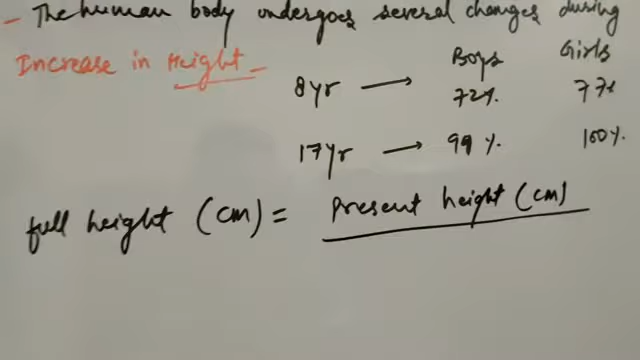 - The human body undergoes several changes during
Increase in Height -
Boys Girls
8yr → 72% 77%
17yr → 99% 100%
full height (cm) = Present height (cm)